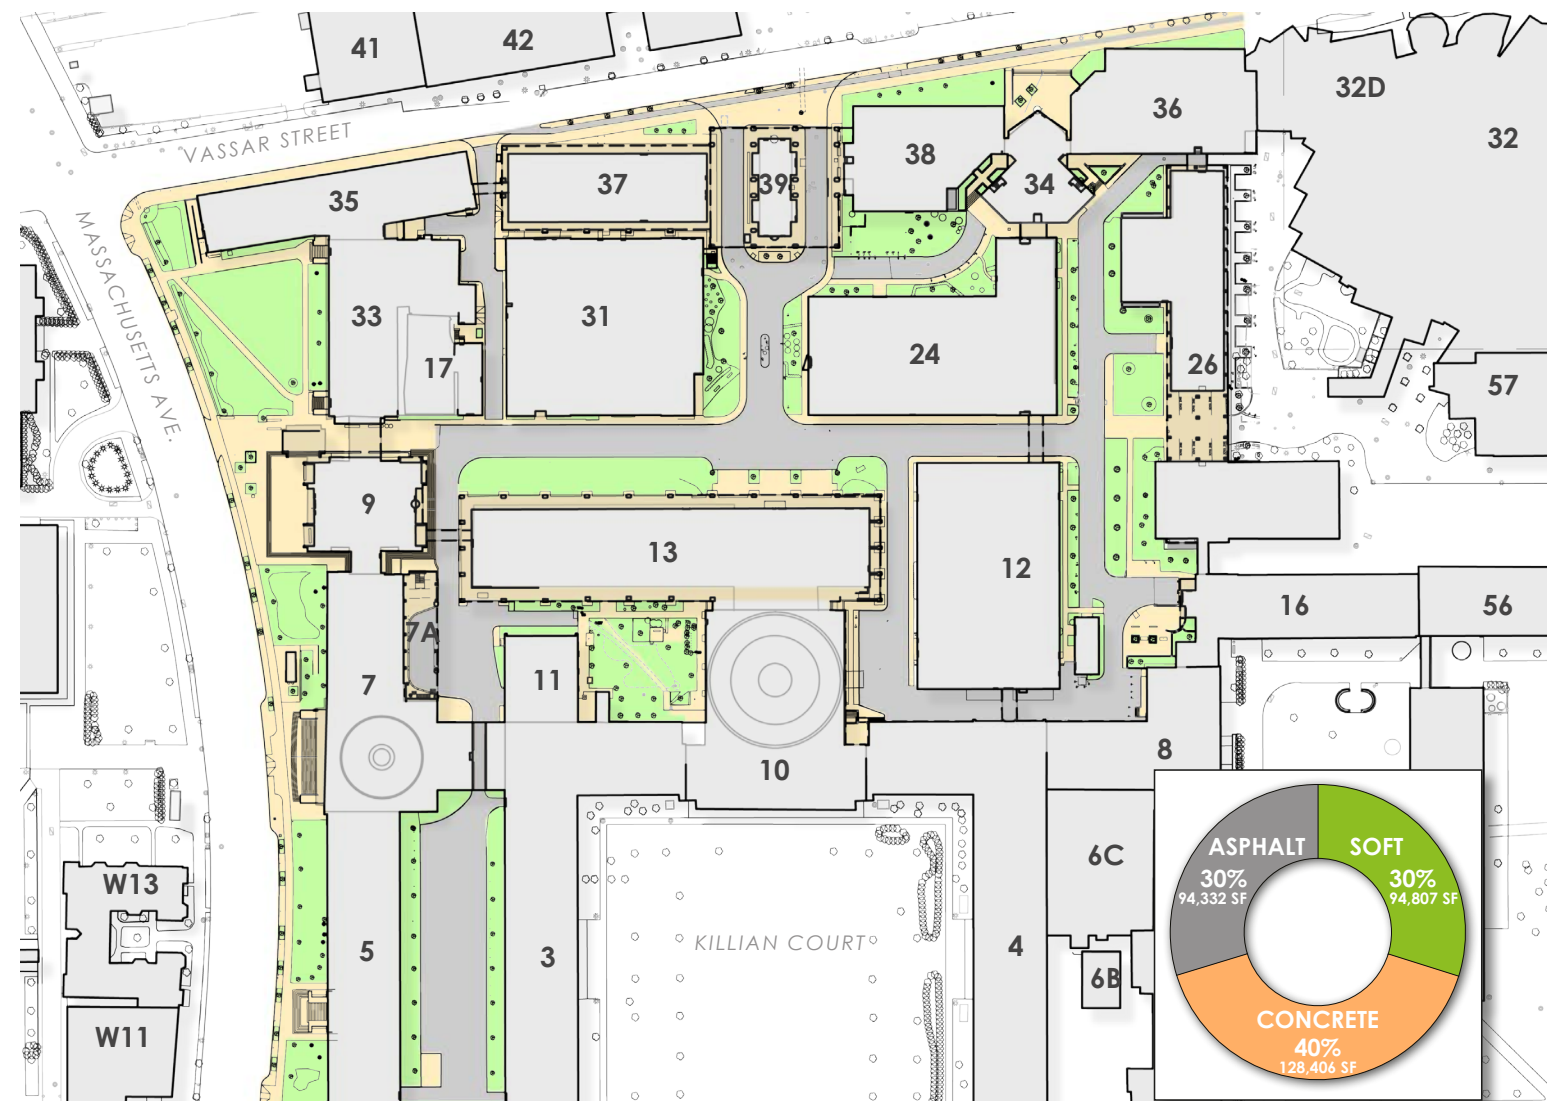 41
42
32D
36
32
VASSAR STREET
38
37
39
34
35
MASSACHUSETTS AVE.
33
31
24
17
26
57
9
13
12
16
56
7A
7
11
8
10
6C
ASPHALT
30%
94,332 SF
SOFT
30%
94,807 SF
W13
KILLIAN COURT
5
3
4
6B
CONCRETE
40%
128,406 SF
W11